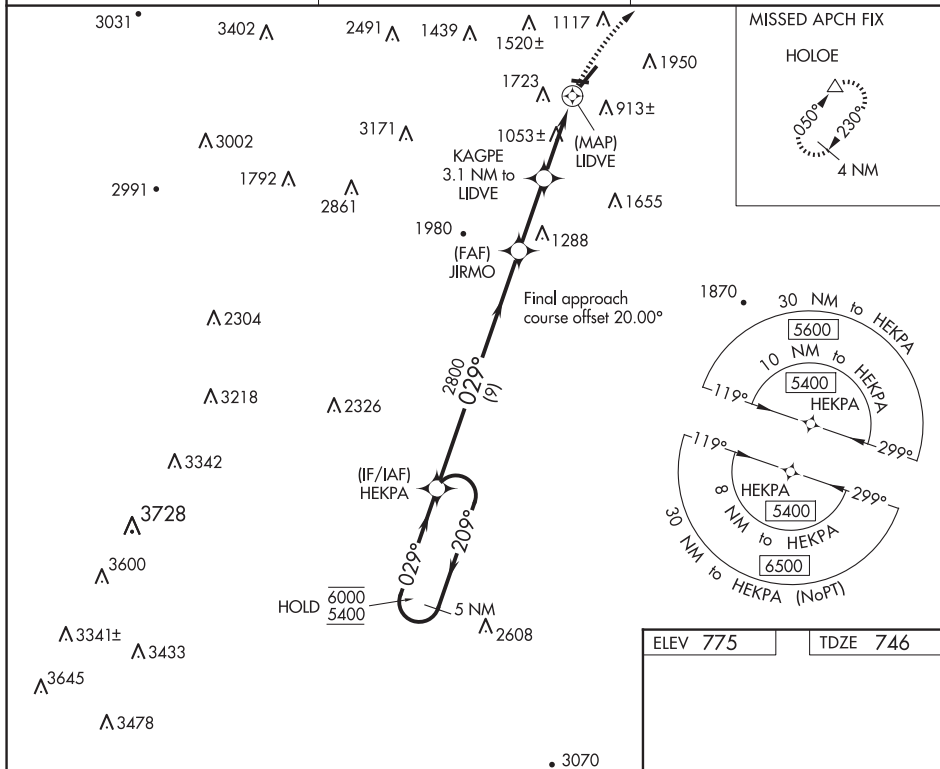 3031
3402
2491
1439
1520±
1117
1950
1723
913±
1053±
(MAP)
LIDVE
3171
3002
KAGPE
3.1 NM to
LIDVE
2991
1792
2861
1655
1980
1288
(FAF)
JIRMO
Final approach
course offset 20.00°
2304
2800
029°
(9)
3218
2326
3342
(IF/IAF)
HEKPA
3728
209°
029°
3600
HOLD
6000
5400
5 NM
2608
3341±
3433
3645
3478
3070
MISSED APCH FIX
HOLOE
050°
230°
4 NM
1870
30 NM to HEKPA
5600
10 NM to HEKPA
5400
HEKPA
119°
299°
119°
299°
HEKPA
5400
8 NM to HEKPA
6500
30 NM to HEKPA (NoPT)
ELEV 775
TDZE 746